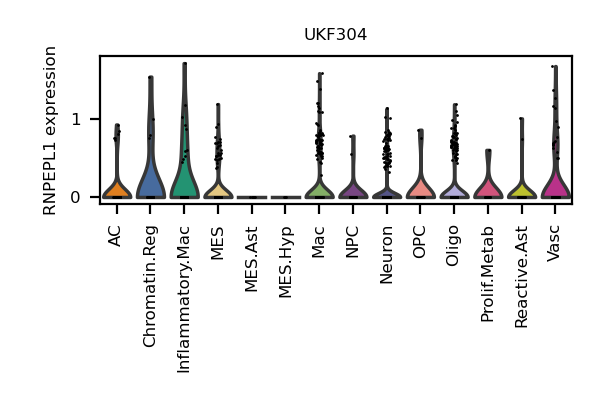 UKF304
RNPEPL1 expression
1
0
AC
Chromatin.Reg
Inflammatory.Mac
MES
MES.Ast
MES.Hyp
Mac
NPC
Neuron
OPC
Oligo
Prolif.Metab
Reactive.Ast
Vasc